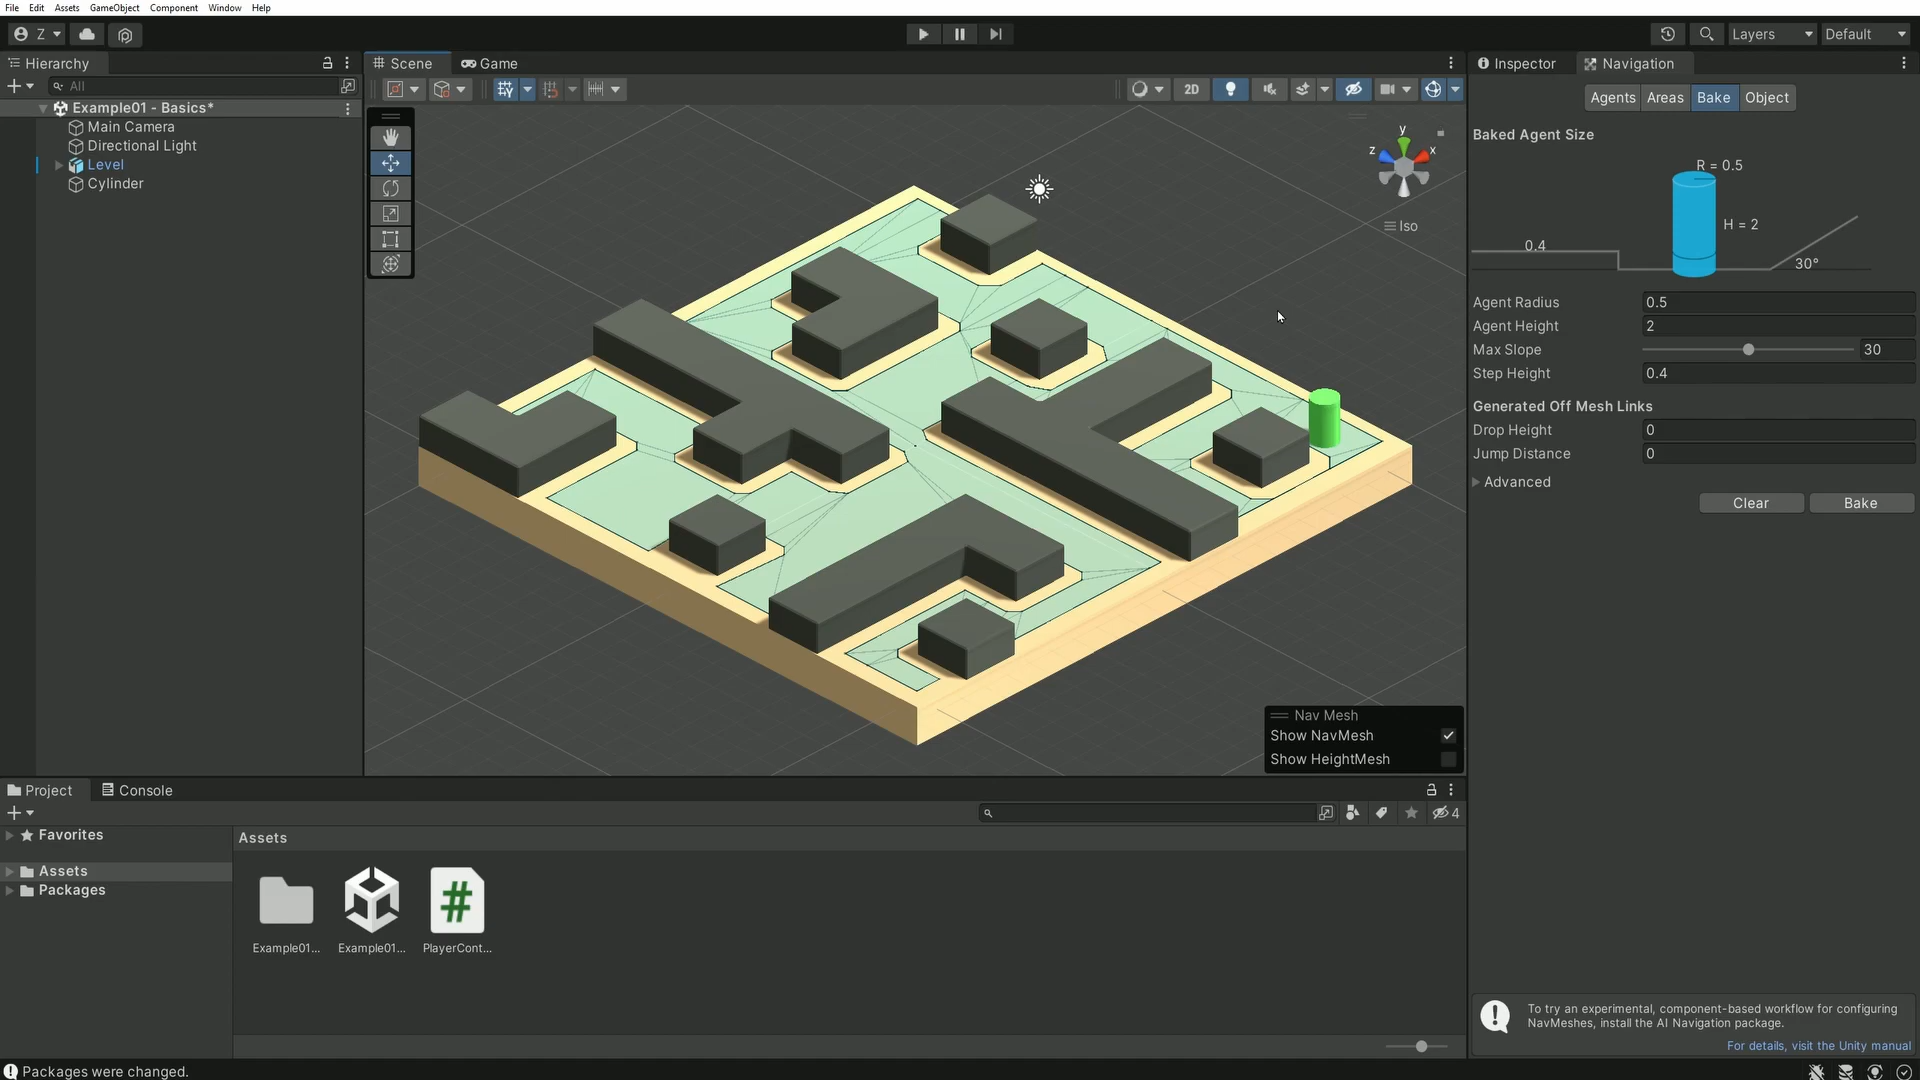 File Edit Assets GameObject Component Window Help
Z Layers Default
Hierarchy
All
Example01 - Basics*
Main Camera
Directional Light
Level
Cylinder
Scene Game
2D
y
z x
Iso
Nav Mesh
Show NavMesh
Show HeightMesh
Inspector Navigation
Agents Areas Bake Object
Baked Agent Size
R = 0.5
H = 2
0.4
30°
Agent Radius 0.5
Agent Height 2
Max Slope 30
Step Height 0.4
Generated Off Mesh Links
Drop Height 0
Jump Distance 0
Advanced
Clear Bake
To try an experimental, component-based workflow for configuring
NavMeshes, install the AI Navigation package.
For details, visit the Unity manual
Project Console
4
Favorites
Assets
Packages
Assets
Example01... Example01... PlayerCont...
Packages were changed.